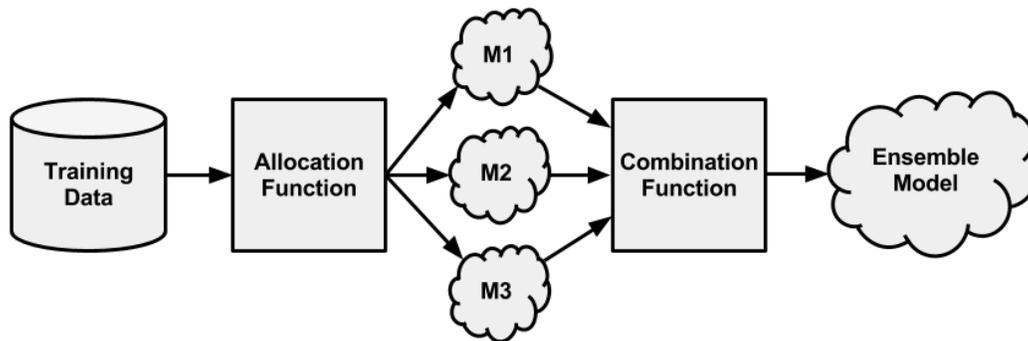 Training
Data
Allocation
Function
M1
M2
M3
Combination
Function
Ensemble
Model